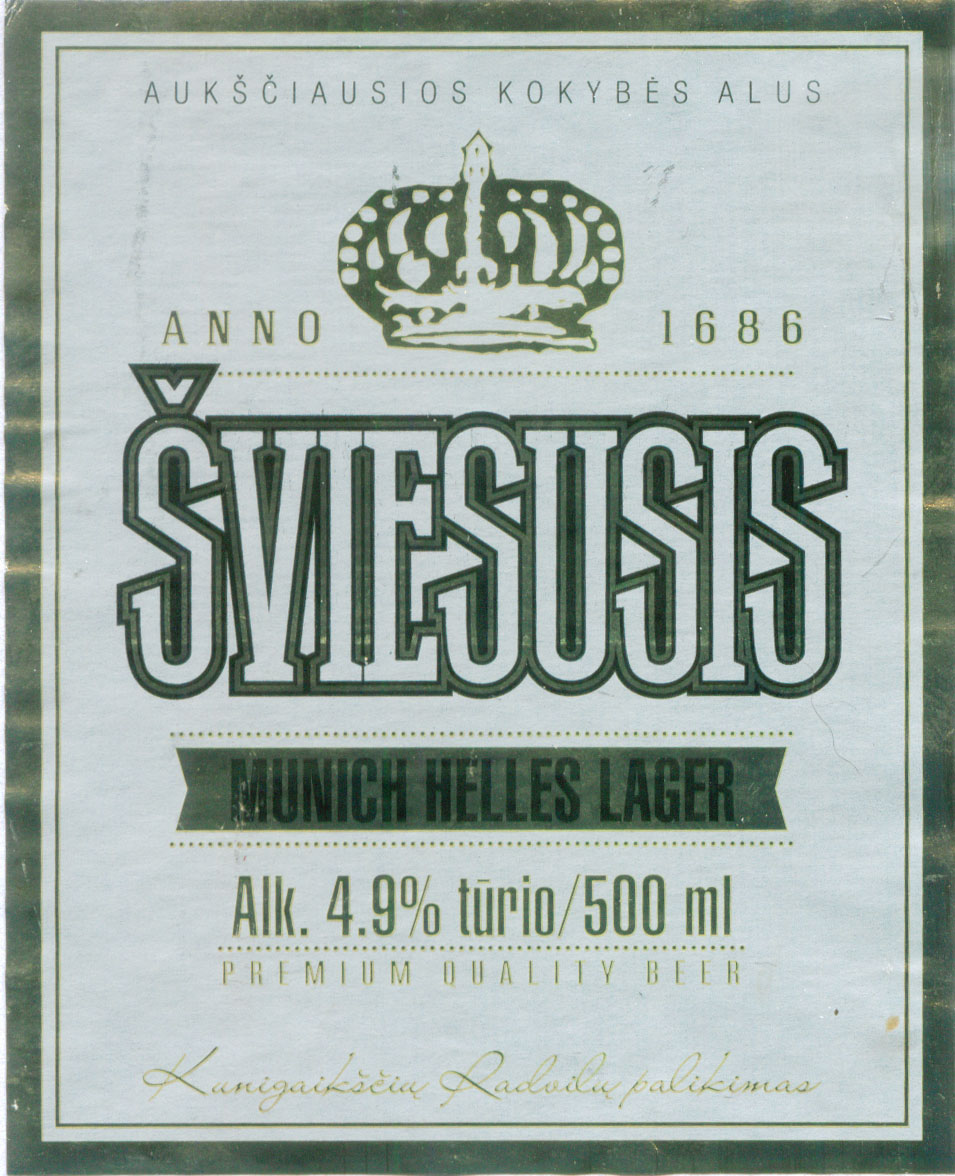 AUKŠČIAUSIOS KOKYBĖS ALUS
ANNO 1686
ŠVIESUSIS
MUNICH HELLES LAGER
Alk. 4.9% tūrio/500 ml
PREMIUM QUALITY BEER
Kunigaikščių Radvilų palikimas